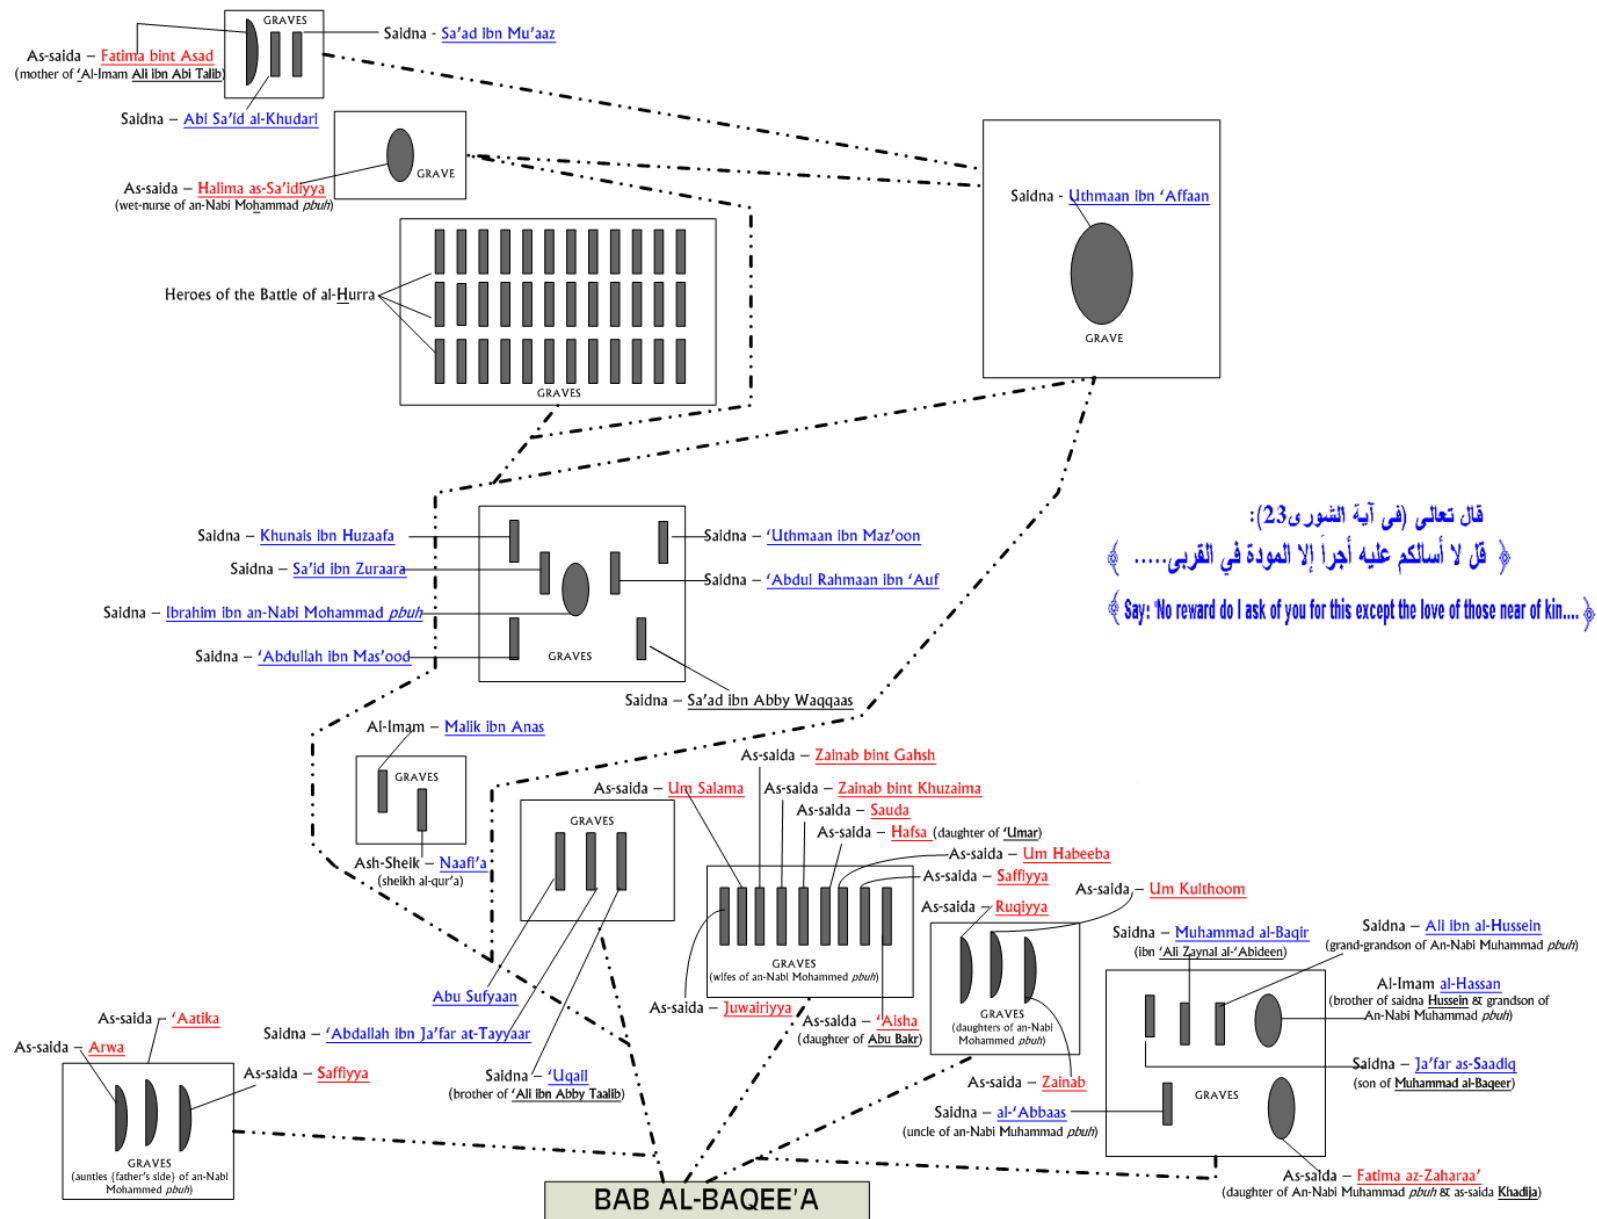 GRAVES
Saidna - Sa'ad ibn Mu'aaz
As-saida – Fatima bint Asad
(mother of 'Al-Imam Ali ibn Abi Talib)
Saidna – Abi Sa'id al-Khudari
GRAVE
As-saida – Halima as-Sa'idiyya
(wet-nurse of an-Nabi Mohammad pbuh)
Saidna - Uthmaan ibn 'Affaan
GRAVE
Heroes of the Battle of al-Hurra
GRAVES
قال تعالى (فى آية الشورى23):
﴿ قل لا أسالكم عليه أجراً إلا المودة في القربى..... ﴾
﴿ Say: 'No reward do I ask of you for this except the love of those near of kin.... ﴾
Saidna – Khunais ibn Huzaafa
Saidna – 'Uthmaan ibn Maz'oon
Saidna – Sa'id ibn Zuraara
Saidna – 'Abdul Rahmaan ibn 'Auf
Saidna – Ibrahim ibn an-Nabi Mohammad pbuh
Saidna – 'Abdullah ibn Mas'ood
GRAVES
Saidna – Sa'ad ibn Abby Waqqaas
Al-Imam – Malik ibn Anas
GRAVES
Ash-Sheik – Naafi'a
(sheikh al-qur'a)
As-saida – Zainab bint Gahsh
As-saida – Um Salama
As-saida – Zainab bint Khuzaima
As-saida – Sauda
As-saida – Hafsa (daughter of 'Umar)
As-saida – Um Habeeba
As-saida – Saffiyya
GRAVES
(wifes of an-Nabi Mohammed pbuh)
As-saida – Juwairiyya
As-saida – 'Aisha
(daughter of Abu Bakr)
GRAVES
Abu Sufyaan
Saidna – 'Abdallah ibn Ja'far at-Tayyaar
Saidna – 'Uqail
(brother of 'Ali ibn Abby Taalib)
As-saida – Um Kulthoom
As-saida – Ruqiyya
GRAVES
(daughters of an-Nabi
Mohammed pbuh)
As-saida – Zainab
Saidna – Ali ibn al-Hussein
(grand-grandson of An-Nabi Muhammad pbuh)
Saidna – Muhammad al-Baqir
(ibn 'Ali Zaynal al-'Abideen)
Al-Imam al-Hassan
(brother of saidna Hussein & grandson of
An-Nabi Muhammad pbuh)
Saidna – Ja'far as-Saadiq
(son of Muhammad al-Baqeer)
GRAVES
Saidna – al-'Abbaas
(uncle of an-Nabi Muhammad pbuh)
As-saida – Fatima az-Zaharaa'
(daughter of An-Nabi Muhammad pbuh & as-saida Khadija)
As-saida – 'Aatika
As-saida – Arwa
As-saida – Saffiyya
GRAVES
(aunties {father's side} of an-Nabi
Mohammed pbuh)
BAB AL-BAQEE'A